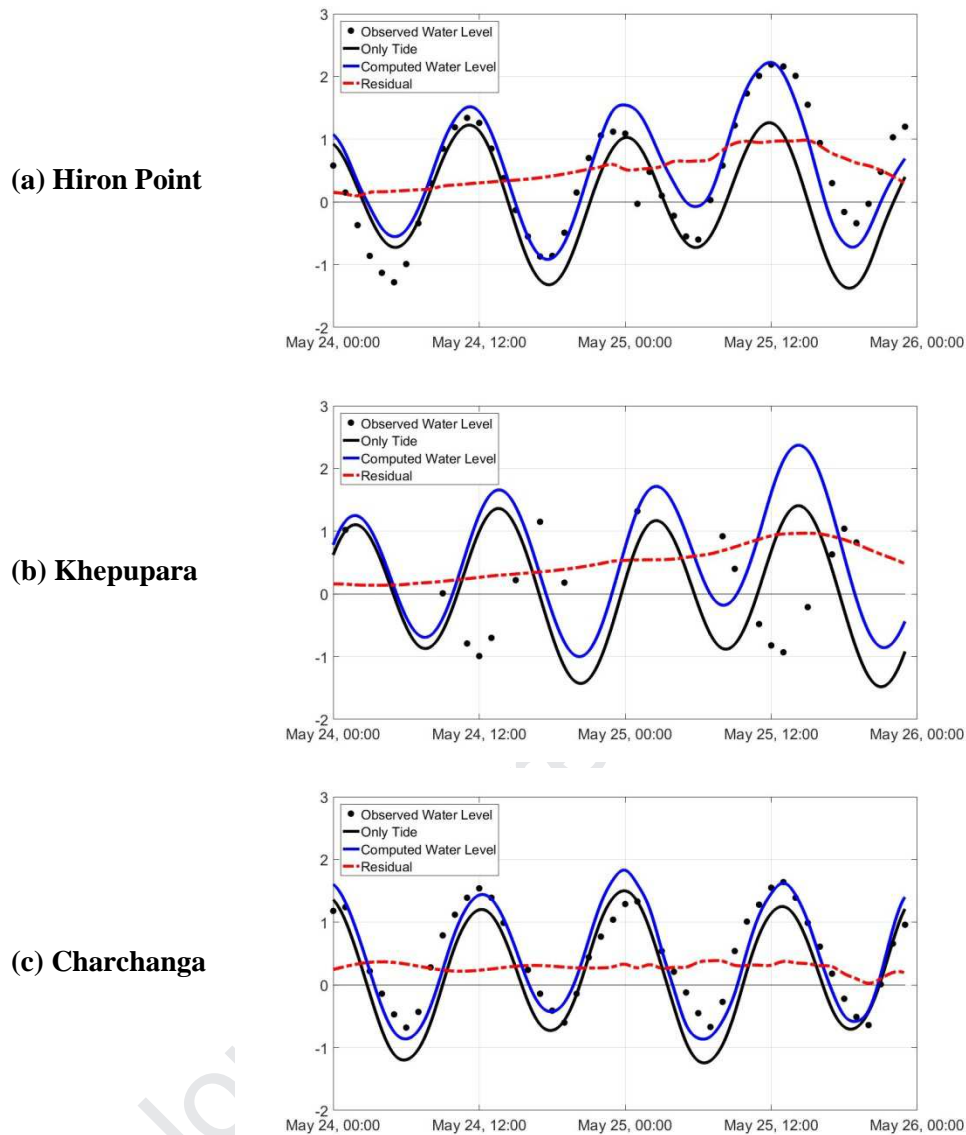 3
2
1
0
-1
-2
Observed Water Level
Only Tide
Computed Water Level
Residual
(a) Hiron Point
May 24, 00:00 May 24, 12:00 May 25, 00:00 May 25, 12:00 May 26, 00:00
3
2
1
0
-1
-2
Observed Water Level
Only Tide
Computed Water Level
Residual
(b) Khepupara
May 24, 00:00 May 24, 12:00 May 25, 00:00 May 25, 12:00 May 26, 00:00
3
2
1
0
-1
-2
Observed Water Level
Only Tide
Computed Water Level
Residual
(c) Charchanga
May 24, 00:00 May 24, 12:00 May 25, 00:00 May 25, 12:00 May 26, 00:00